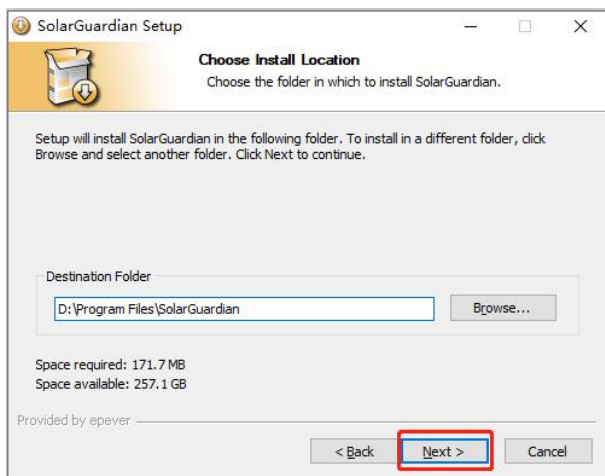 SolarGuardian Setup
Choose Install Location
Choose the folder in which to install SolarGuardian.
Setup will install SolarGuardian in the following folder. To install in a different folder, click
Browse and select another folder. Click Next to continue.
Destination Folder
D:\Program Files\SolarGuardian
Browse...
Space required: 171.7 MB
Space available: 257.1 GB
Provided by epever
< Back
Next >
Cancel